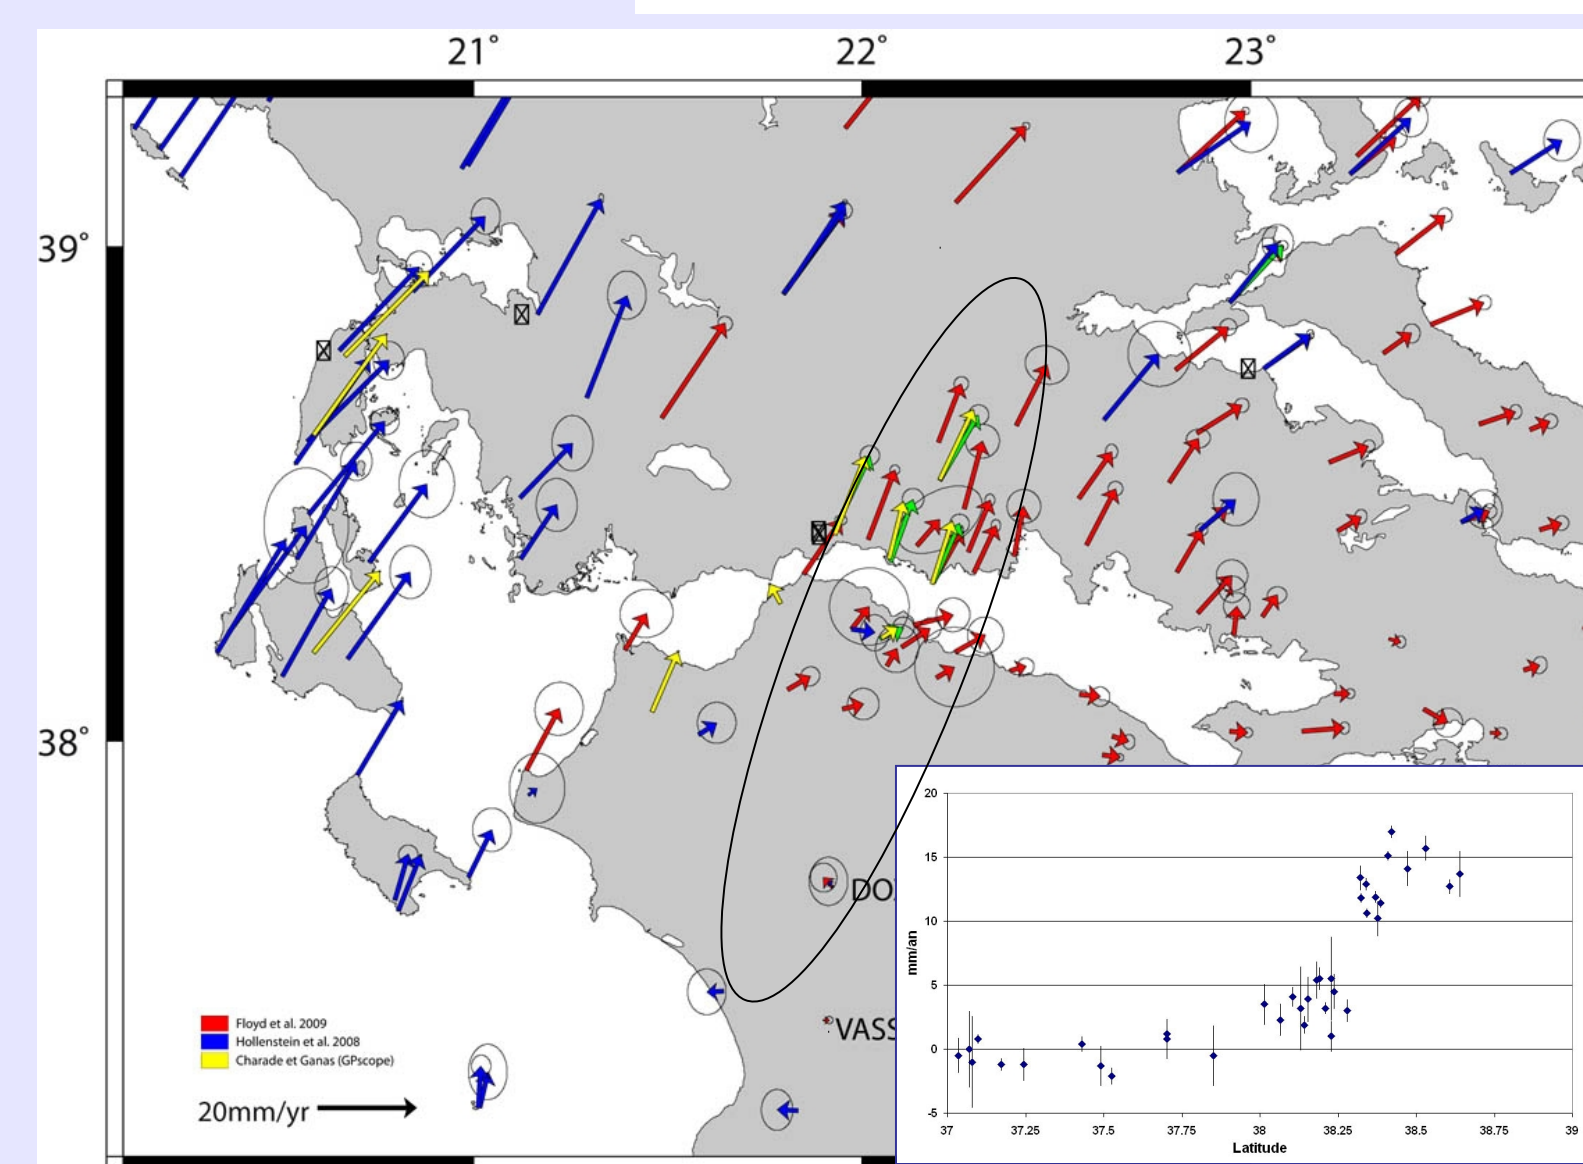 21° 22° 23°
39°
38°
DO
VASS
Floyd et al. 2009
Hollenstein et al. 2008
Charade et Ganas (GPscope)
20mm/yr
mm/an
20
15
10
5
0
-5
37 37.25 37.5 37.75 38 38.25 38.5 38.75 39
Latitude